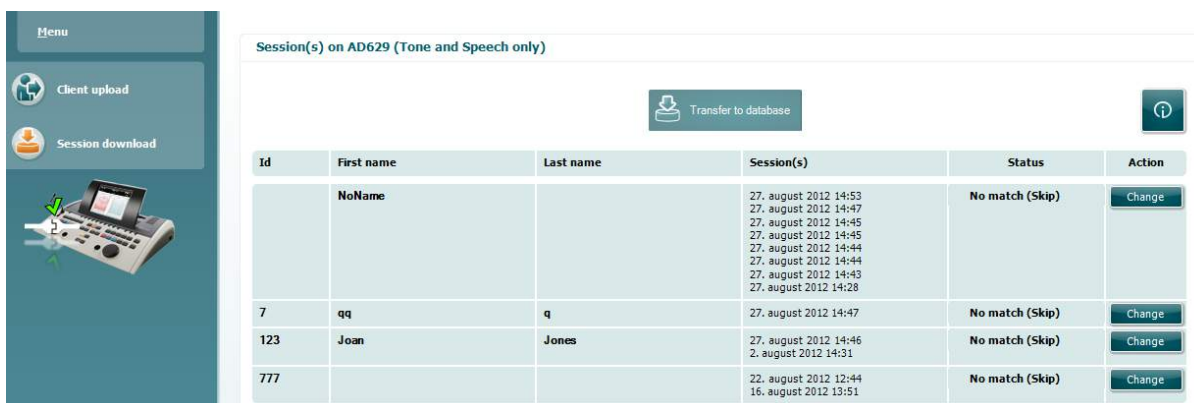 Menu
Client upload
Session download
Session(s) on AD629 (Tone and Speech only)
Transfer to database
Id First name Last name Session(s) Status Action
NoName 27. august 2012 14:53 No match (Skip) Change
27. august 2012 14:47
27. august 2012 14:45
27. august 2012 14:45
27. august 2012 14:44
27. august 2012 14:44
27. august 2012 14:43
27. august 2012 14:28
7 qq q 27. august 2012 14:47 No match (Skip) Change
123 Joan Jones 27. august 2012 14:46 No match (Skip) Change
2. august 2012 14:31
777 22. august 2012 12:44 No match (Skip) Change
16. august 2012 13:51